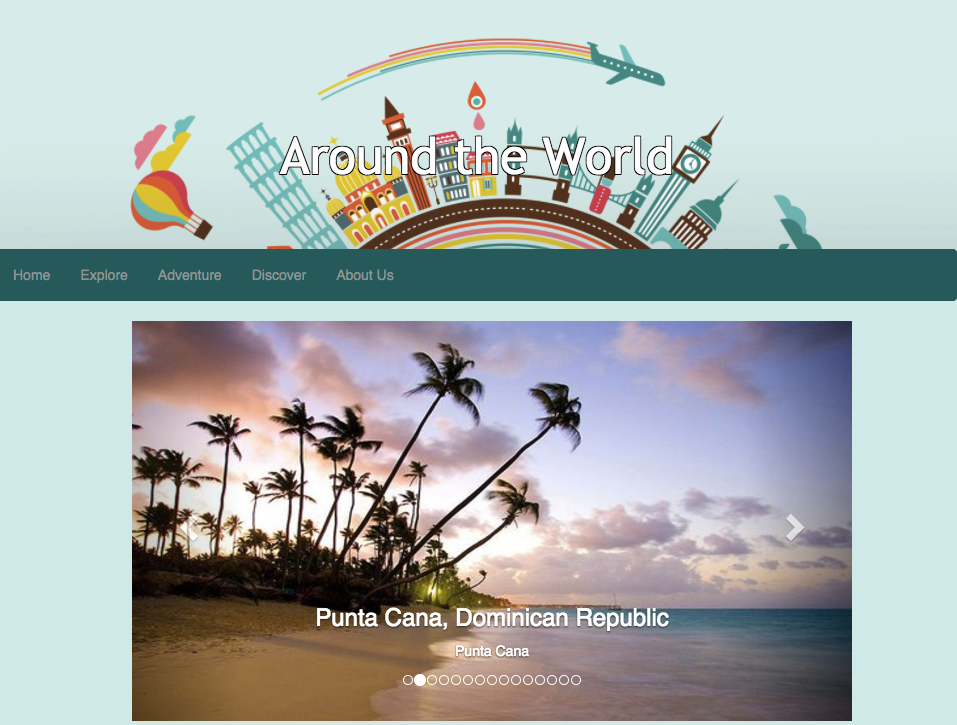 Around the World
Home Explore Adventure Discover About Us
Punta Cana, Dominican Republic
Punta Cana